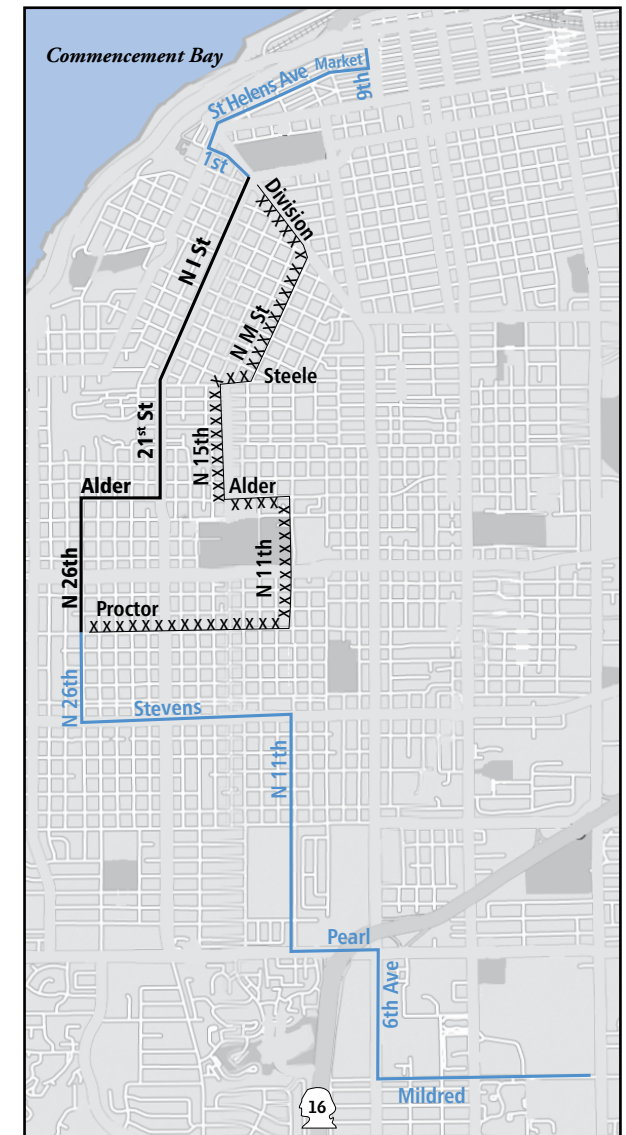 Commencement Bay
Market
St Helens Ave
9th
1st
Division
N I St
N M St
Steele
21st St
N 15th
Alder
Alder
N 26th
N 11th
Proctor
N 26th
Stevens
N 11th
Pearl
6th Ave
Mildred
16